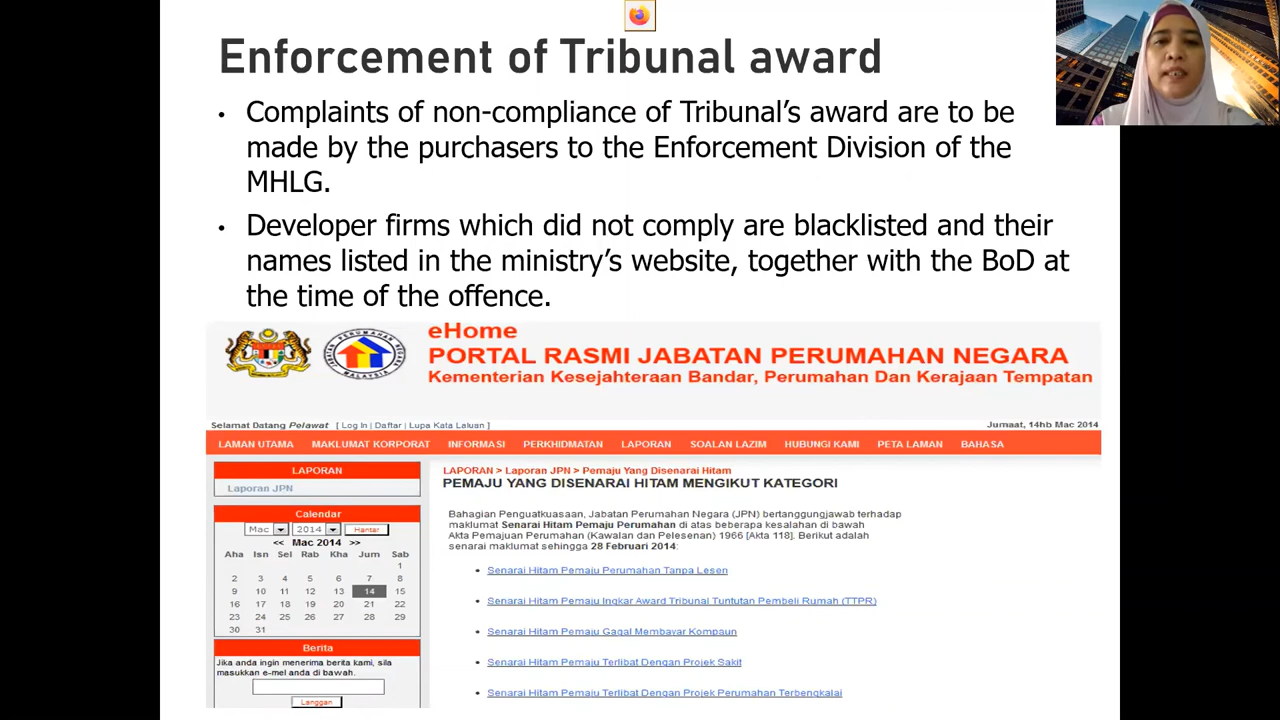 Enforcement of Tribunal award
• Complaints of non-compliance of Tribunal's award are to be
made by the purchasers to the Enforcement Division of the
MHLG.
• Developer firms which did not comply are blacklisted and their
names listed in the ministry's website, together with the BoD at
the time of the offence.
eHome
PORTAL RASMI JABATAN PERUMAHAN NEGARA
Kementerian Kesejahteraan Bandar, Perumahan Dan Kerajaan Tempatan
JABATAN PERUMAHAN NEGARA
MALAYSIA
Selamat Datang Pelawat [ Log In | Daftar | Lupa Kata Laluan ]
Jumaat, 14hb Mac 2014
LAMAN UTAMA MAKLUMAT KORPORAT INFORMASI PERKHIDMATAN LAPORAN SOALAN LAZIM HUBUNGI KAMI PETA LAMAN BAHASA
LAPORAN
Laporan JPN
Calendar
Mac 2014 Hantar
<< Mac 2014 >>
Aha Isn Sel Rab Kha Jum Sab
1
2 3 4 5 6 7 8
9 10 11 12 13 14 15
16 17 18 19 20 21 22
23 24 25 26 27 28 29
30 31
Berita
Jika anda ingin menerima berita kami, sila
masukkan e-mel anda di bawah.
Langgan
LAPORAN > Laporan JPN > Pemaju Yang Disenarai Hitam
PEMAJU YANG DISENARAI HITAM MENGIKUT KATEGORI
Bahagian Penguatkuasaan, Jabatan Perumahan Negara (JPN) bertanggungjawab terhadap
maklumat Senarai Hitam Pemaju Perumahan di atas beberapa kesalahan di bawah
Akta Pemajuan Perumahan (Kawalan dan Pelesenan) 1966 [Akta 118]. Berikut adalah
senarai maklumat sehingga 28 Februari 2014:
• Senarai Hitam Pemaju Perumahan Tanpa Lesen
• Senarai Hitam Pemaju Ingkar Award Tribunal Tuntutan Pembeli Rumah (TTPR)
• Senarai Hitam Pemaju Gagal Membayar Kompaun
• Senarai Hitam Pemaju Terlibat Dengan Projek Sakit
• Senarai Hitam Pemaju Terlibat Dengan Projek Perumahan Terbengkalai